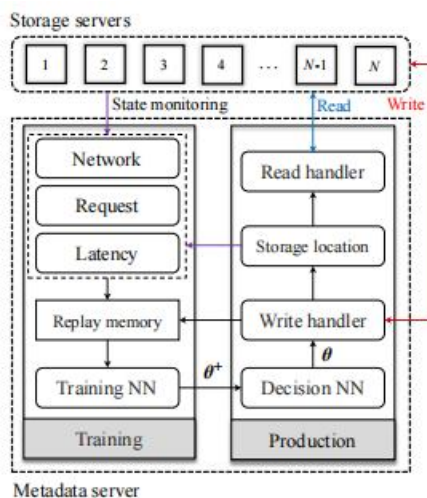 Storage servers
1 2 3 4 ... N-1 N
State monitoring Read Write
Network
Read handler
Request
Storage location
Latency
Replay memory
Write handler
θ
θ⁺
Training NN
Decision NN
Training
Production
Metadata server